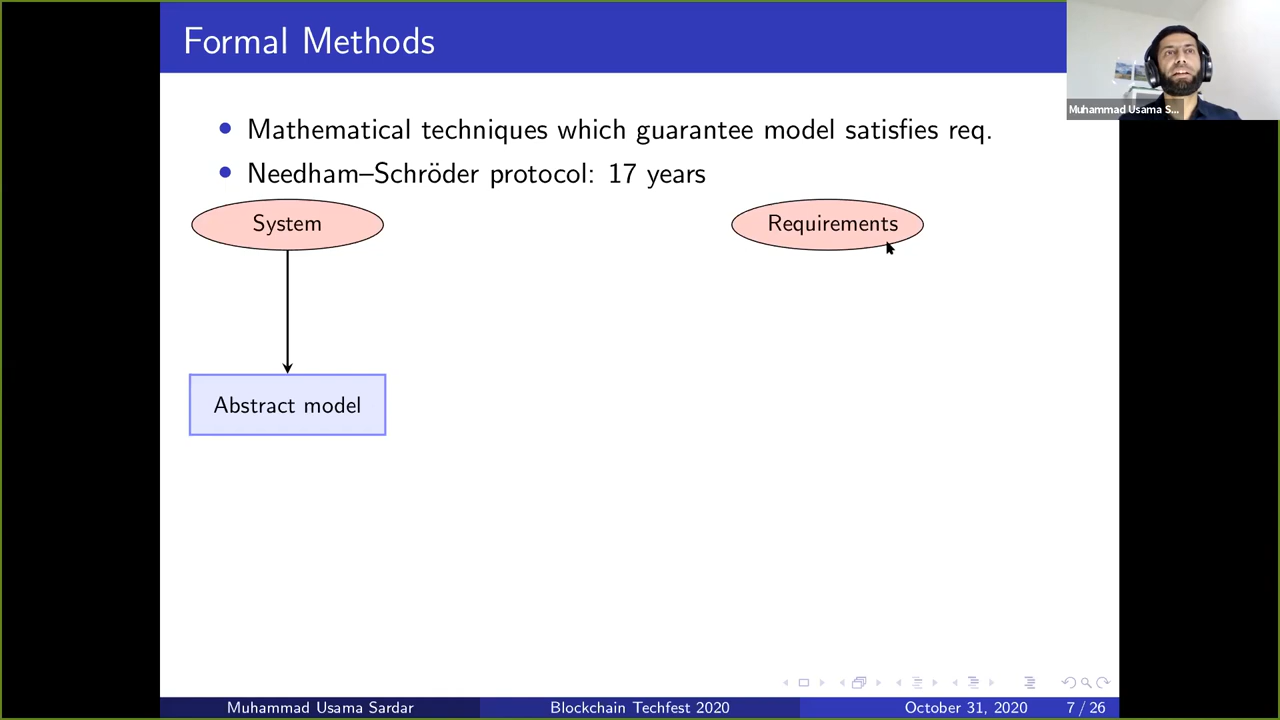 Formal Methods
Muhammad Usama S...
• Mathematical techniques which guarantee model satisfies req.
• Needham–Schröder protocol: 17 years
System
Requirements
Abstract model
Muhammad Usama Sardar
Blockchain Techfest 2020
October 31, 2020
7 / 26